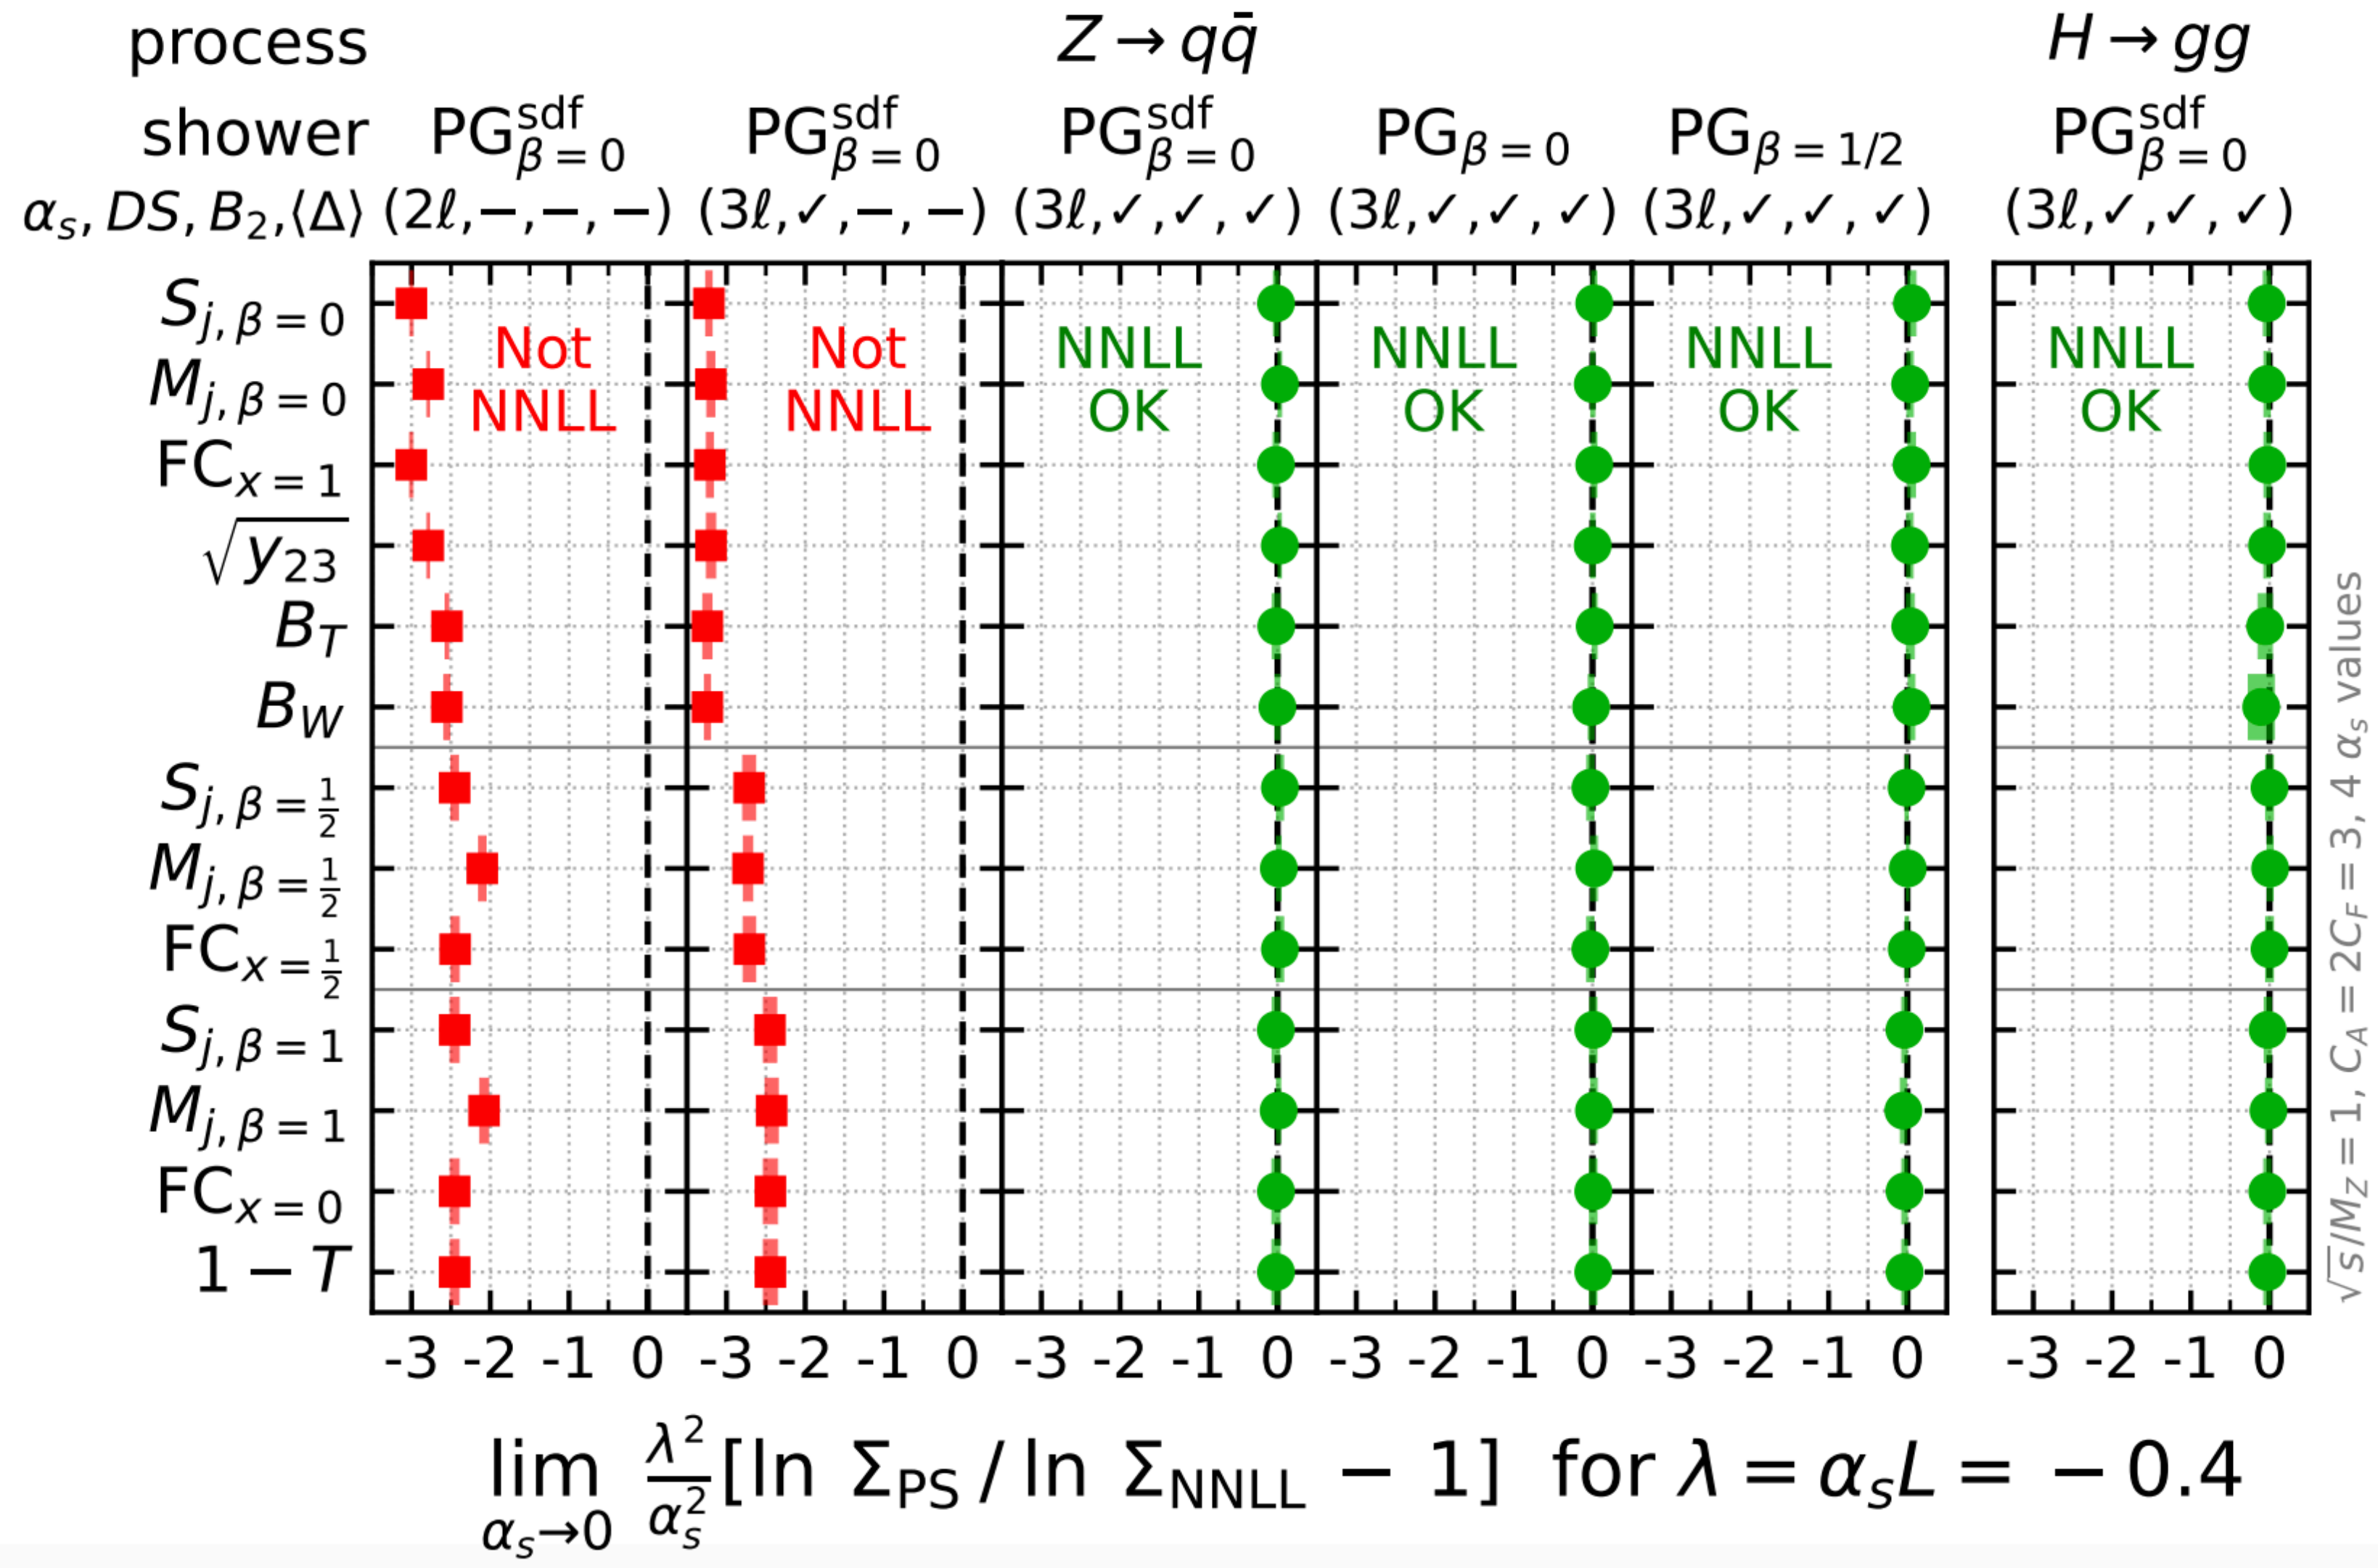 process Z → qq̄ H → gg
shower PG^sdf_β=0 PG^sdf_β=0 PG^sdf_β=0 PG_β=0 PG_β=1/2 PG^sdf_β=0
α_s, DS, B_2, ⟨Δ⟩ (2ℓ,−,−,−) (3ℓ,✓,−,−) (3ℓ,✓,✓,✓) (3ℓ,✓,✓,✓) (3ℓ,✓,✓,✓) (3ℓ,✓,✓,✓)
S_j,β=0
Not Not NNLL NNLL NNLL NNLL
M_j,β=0
NNLL NNLL OK OK OK OK
FC_x=1
√y_23
B_T
B_W
S_j,β=1/2
M_j,β=1/2
FC_x=1/2
S_j,β=1
M_j,β=1
FC_x=0
1 − T
-3 -2 -1 0 -3 -2 -1 0 -3 -2 -1 0 -3 -2 -1 0 -3 -2 -1 0 -3 -2 -1 0
lim_α_s→0 λ²/α_s² [ln Σ_PS / ln Σ_NNLL − 1] for λ = α_s L = − 0.4
√s/M_Z = 1, C_A = 2C_F = 3, 4 α_s values